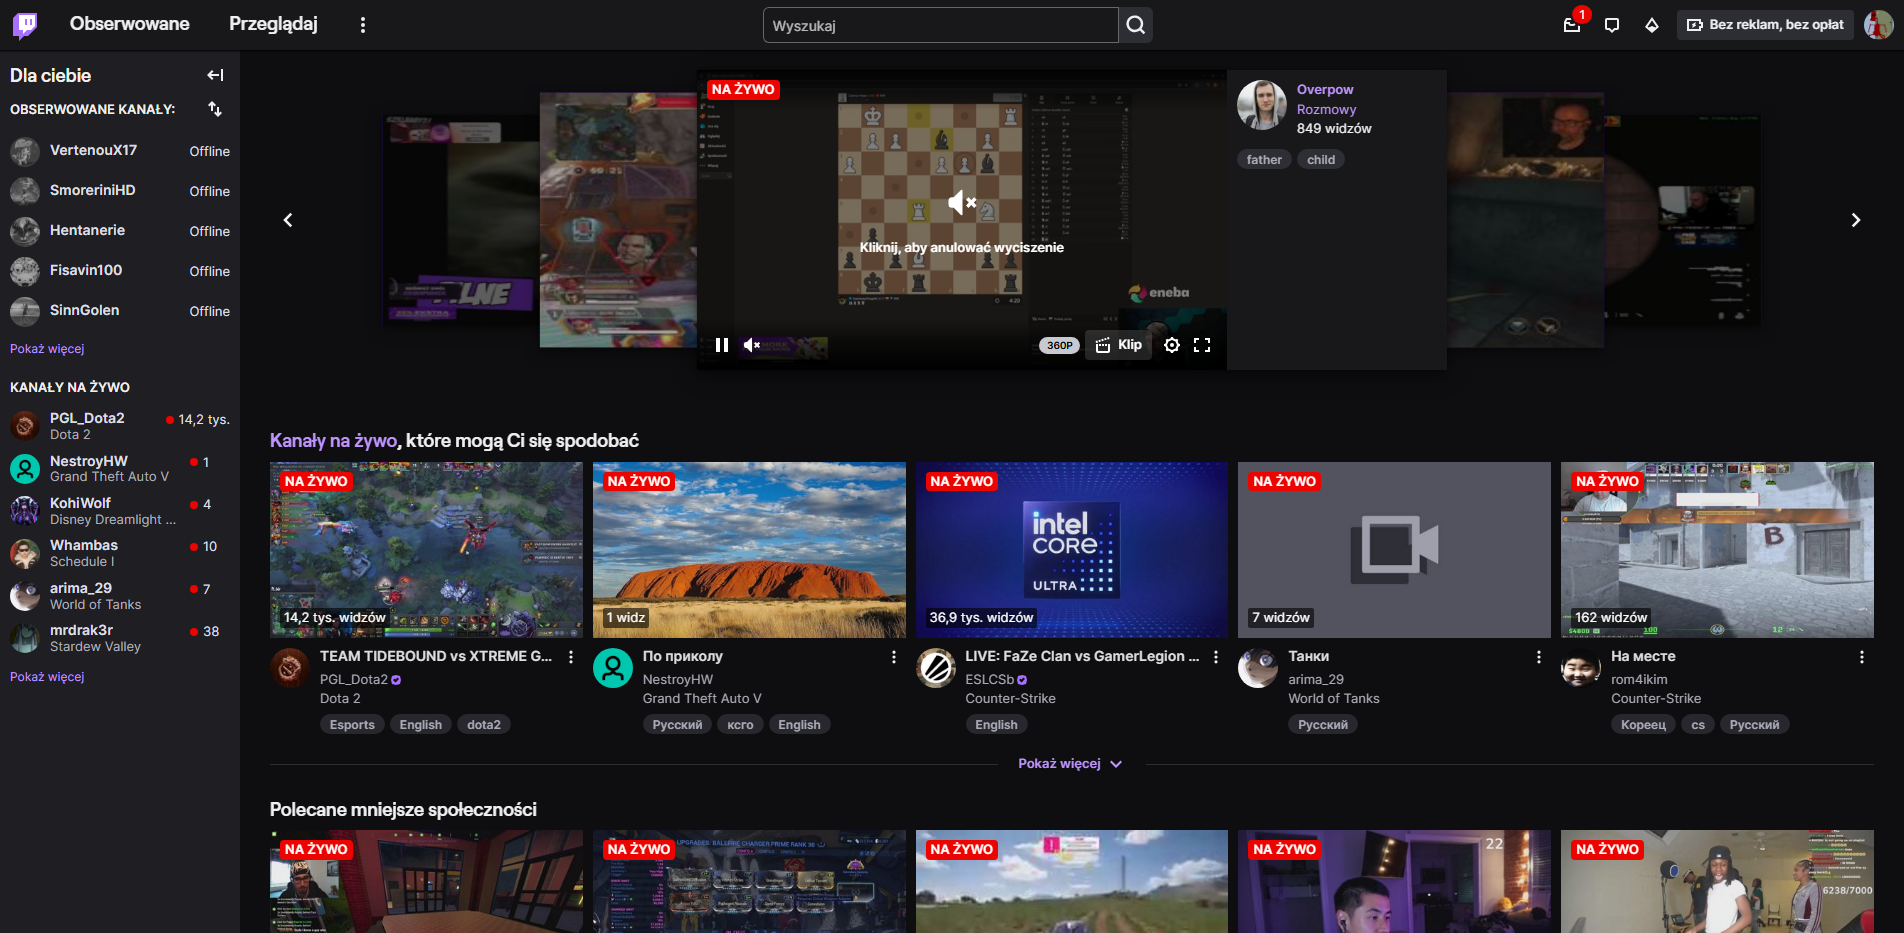 Obserwowane
Przeglądaj
Wyszukaj
1
Bez reklam, bez opłat
Dla ciebie
OBSERWOWANE KANAŁY:
VertenouX17
Offline
SmoreriniHD
Offline
Hentanerie
Offline
Fisavin100
Offline
SinnGolen
Offline
Pokaż więcej
KANAŁY NA ŻYWO
PGL_Dota2
14,2 tys.
Dota 2
NestroyHW
1
Grand Theft Auto V
KohiWolf
4
Disney Dreamlight ...
Whambas
10
Schedule I
arima_29
7
World of Tanks
mrdrak3r
38
Stardew Valley
Pokaż więcej
NA ŻYWO
Kliknij, aby anulować wyciszenie
eneba
360P
Klip
Overpow
Rozmowy
849 widzów
father
child
Kanały na żywo, które mogą Ci się spodobać
NA ŻYWO
14,2 tys. widzów
TEAM TIDEBOUND vs XTREME G...
PGL_Dota2
Dota 2
Esports
English
dota2
NA ŻYWO
1 widz
По приколу
NestroyHW
Grand Theft Auto V
Русский
ксго
English
NA ŻYWO
intel
CORE
ULTRA
36,9 tys. widzów
LIVE: FaZe Clan vs GamerLegion ...
ESLCSb
Counter-Strike
English
NA ŻYWO
7 widzów
Танки
arima_29
World of Tanks
Русский
NA ŻYWO
B
162 widzów
На месте
rom4ikim
Counter-Strike
Кореец
cs
Русский
Pokaż więcej
Polecane mniejsze społeczności
NA ŻYWO
NA ŻYWO
NA ŻYWO
NA ŻYWO
22
NA ŻYWO
6238/7000